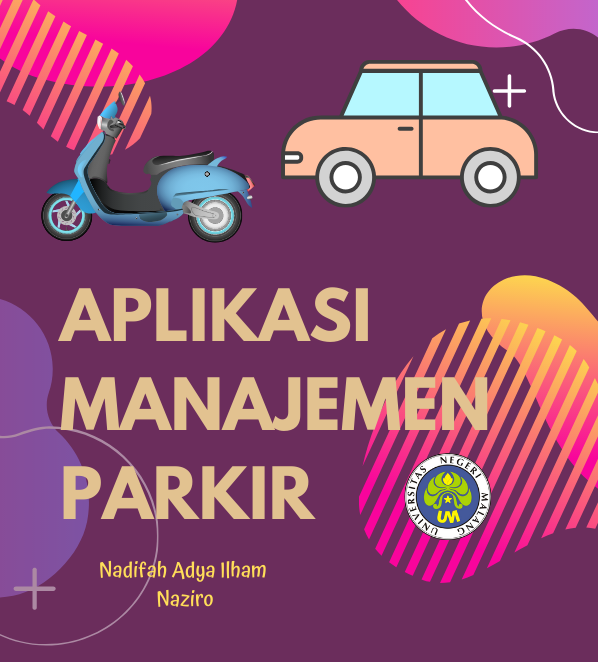 APLIKASI
MANAJEMEN
PARKIR
UNIVERSITAS NEGERI MALANG
UM
Nadifah Adya Ilham
Naziro